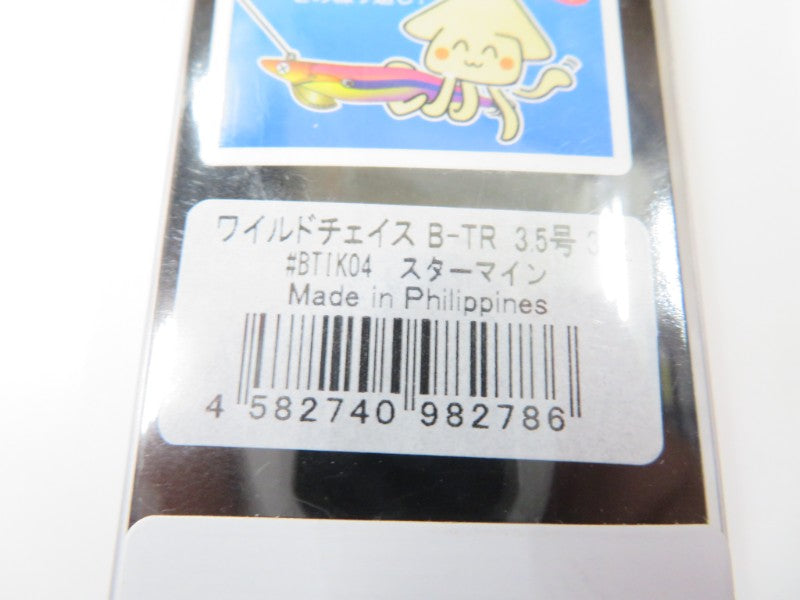 ワイルドチェイス B-TR 3.5号
#BTIK04 スターマイン
Made in Philippines
4 582740 982786